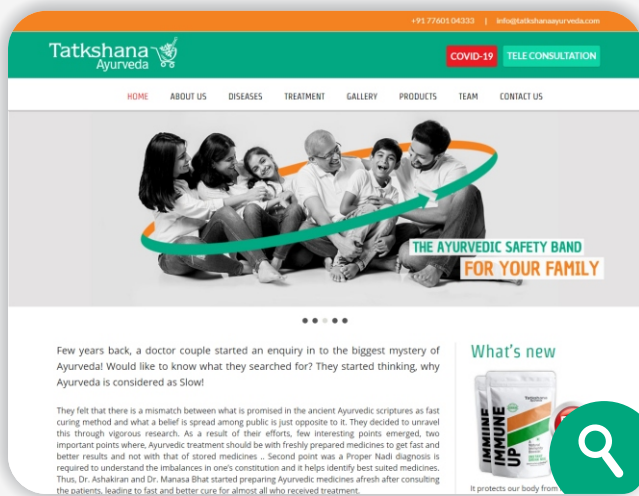 +91 77601 04333 | info@tatkshanaayurveda.com
Tatkshana
Ayurveda
COVID-19 TELE CONSULTATION
HOME ABOUT US DISEASES TREATMENT GALLERY PRODUCTS TEAM CONTACT US
THE AYURVEDIC SAFETY BAND
FOR YOUR FAMILY
Few years back, a doctor couple started an enquiry in to the biggest mystery of
Ayurveda! Would like to know what they searched for? They started thinking, why
Ayurveda is considered as Slow!
They felt that there is a mismatch between what is promised in the ancient Ayurvedic scriptures as fast
curing method and what a belief is spread among public is just opposite to it. They decided to unravel
this through vigorous research. As a result of their efforts, few interesting points emerged, two
important points where, Ayurvedic treatment should be with freshly prepared medicines to get fast and
better results and not with that of stored medicines .. Second point was a Proper Nadi diagnosis is
required to understand the imbalances in one's constitution and it helps identify best suited medicines.
Thus, Dr. Ashakiran and Dr. Manasa Bhat started preparing Ayurvedic medicines afresh after consulting
the patients, leading to fast and better cure for almost all who received treatment.
What's new
Tatkshana
IMMUNE
IMMUNE
UP
It protects our body from